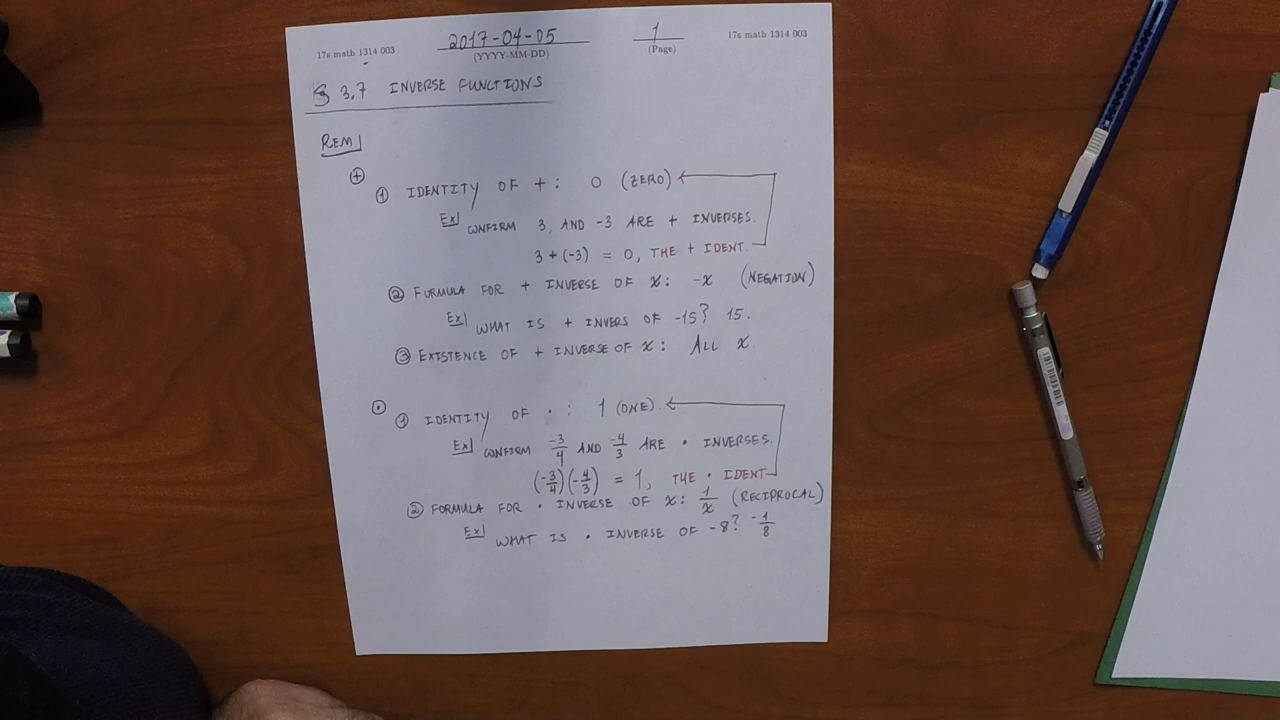 17s math 1314 003 2017-04-05 1 17s math 1314 003
(YYYY-MM-DD) (Page)
§ 3.7 INVERSE FUNCTIONS
REM
⊕
① IDENTITY OF + : 0 (ZERO)
EX CONFIRM 3, AND -3 ARE + INVERSES.
3 + (-3) = 0, THE + IDENT.
② FORMULA FOR + INVERSE OF x: -x (NEGATION)
EX WHAT IS + INVERS OF -15? 15.
③ EXISTENCE OF + INVERSE OF x: ALL x.
⊙
① IDENTITY OF · : 1 (ONE).
EX CONFIRM -3/4 AND -4/3 ARE · INVERSES.
(-3/4)(-4/3) = 1, THE · IDENT
② FORMULA FOR · INVERSE OF x: 1/x (RECIPROCAL)
EX WHAT IS · INVERSE OF -8? -1/8